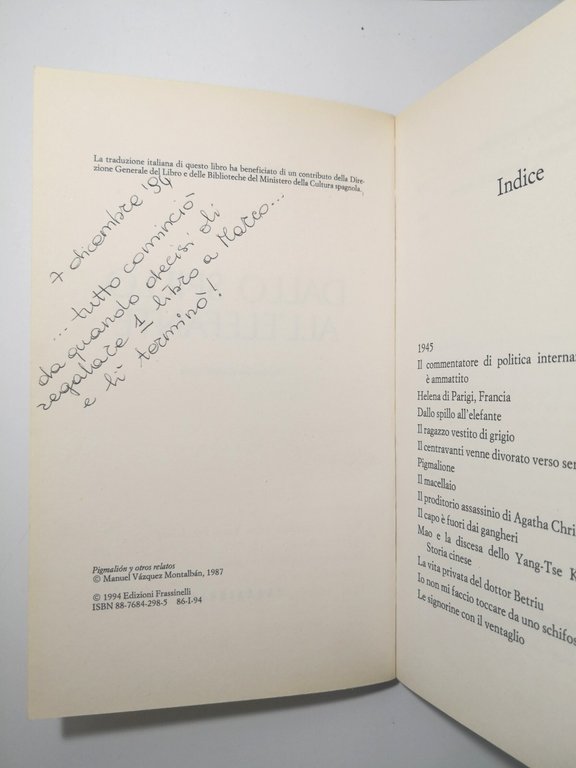 La traduzione italiana di questo libro ha beneficiato di un contributo della Dire-
zione Generale del Libro e delle Biblioteche del Ministero della Cultura spagnola.
7 dicembre '94
... tutto cominciò
da quando decisi di
regalare 1 libro a Marco...
e lì terminò!
Pigmalión y otros relatos
© Manuel Vázquez Montalbán, 1987
© 1994 Edizioni Frassinelli
ISBN 88-7684-298-5 86-I-94
Indice
1945
Il commentatore di politica interna
è ammattito
Helena di Parigi, Francia
Dallo spillo all'elefante
Il ragazzo vestito di grigio
Il centravanti venne divorato verso ser
Pigmalione
Il macellaio
Il proditorio assassinio di Agatha Chri
Il capo è fuori dai gangheri
Mao e la discesa dello Yang-Tse K
Storia cinese
La vita privata del dottor Betriu
Io non mi faccio toccare da uno schifos
Le signorine con il ventaglio